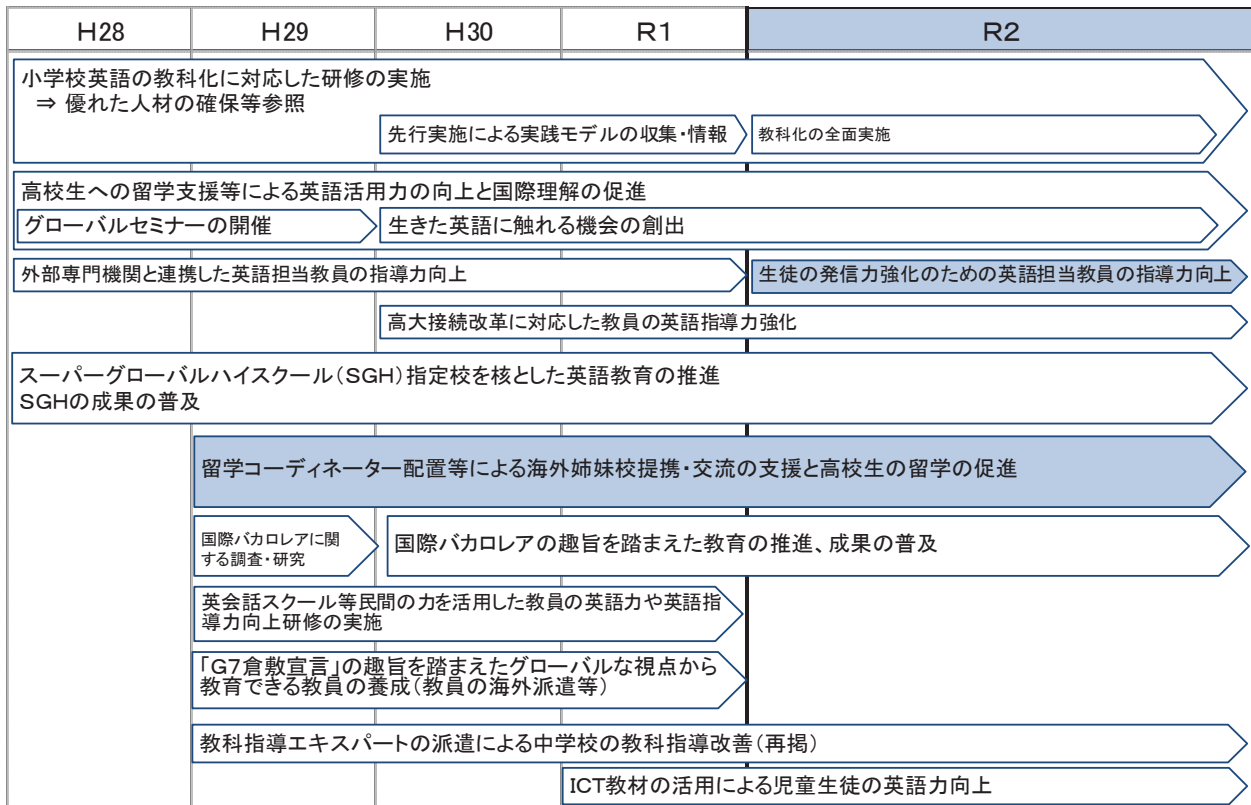 H28 H29 H30 R1 R2
小学校英語の教科化に対応した研修の実施
⇒ 優れた人材の確保等参照
先行実施による実践モデルの収集・情報 教科化の全面実施
高校生への留学支援等による英語活用力の向上と国際理解の促進
グローバルセミナーの開催 生きた英語に触れる機会の創出
外部専門機関と連携した英語担当教員の指導力向上 生徒の発信力強化のための英語担当教員の指導力向上
高大接続改革に対応した教員の英語指導力強化
スーパーグローバルハイスクール(SGH)指定校を核とした英語教育の推進
SGHの成果の普及
留学コーディネーター配置等による海外姉妹校提携・交流の支援と高校生の留学の促進
国際バカロレアに関
する調査・研究
国際バカロレアの趣旨を踏まえた教育の推進、成果の普及
英会話スクール等民間の力を活用した教員の英語力や英語指
導力向上研修の実施
「G7倉敷宣言」の趣旨を踏まえたグローバルな視点から
教育できる教員の養成(教員の海外派遣等)
教科指導エキスパートの派遣による中学校の教科指導改善(再掲)
ICT教材の活用による児童生徒の英語力向上